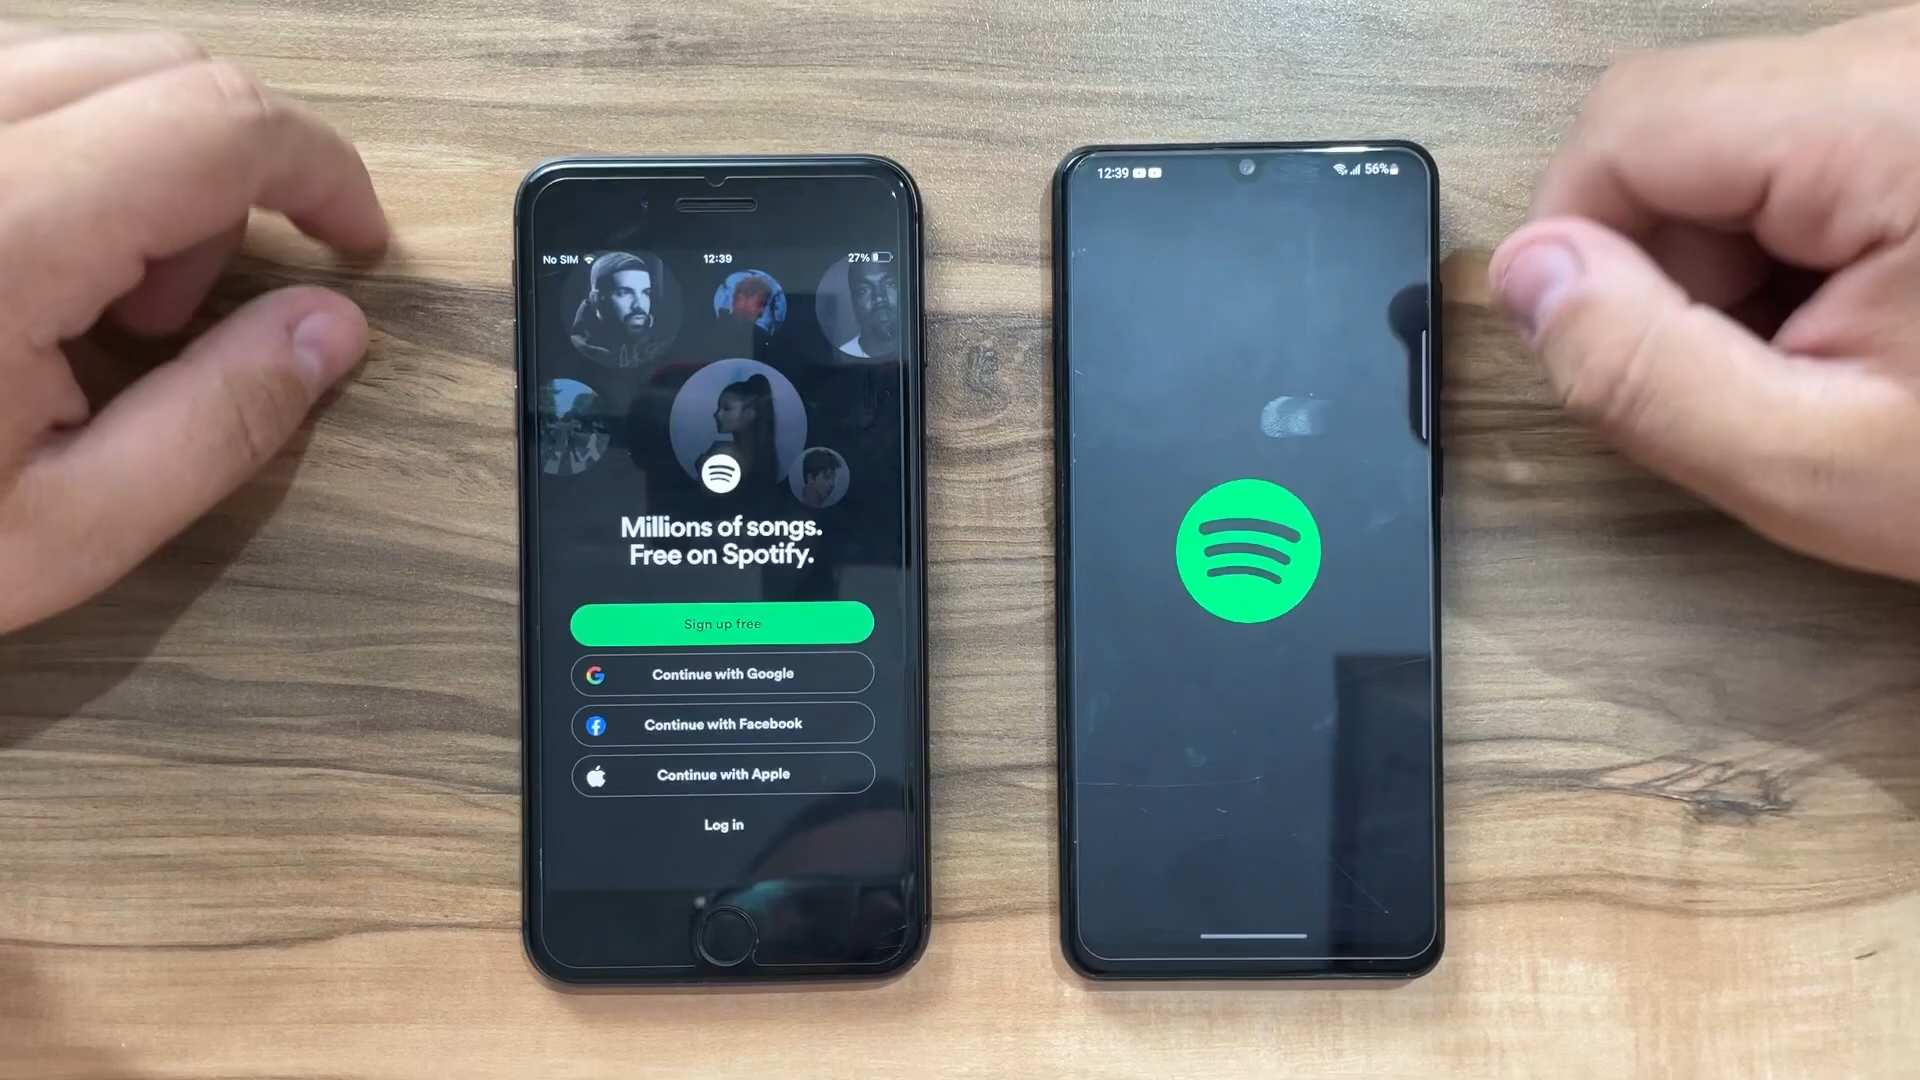 No SIM 12:39 27%
Millions of songs.
Free on Spotify.
Sign up free
Continue with Google
Continue with Facebook
Continue with Apple
Log in
12:39 56%